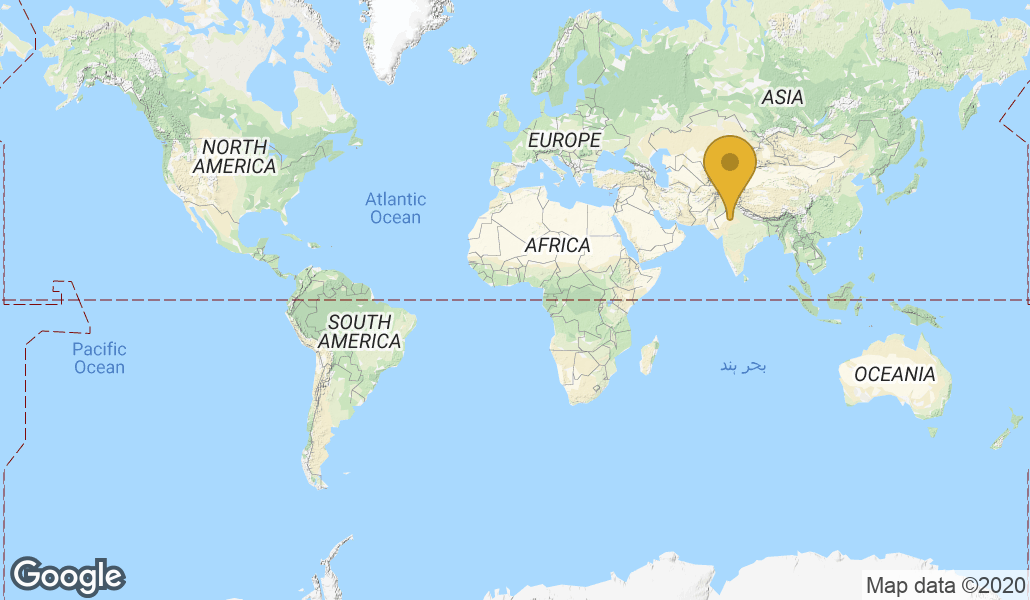 ASIA
EUROPE
NORTH
AMERICA
Atlantic
Ocean
AFRICA
SOUTH
AMERICA
Pacific
Ocean
بحر ہند
OCEANIA
Google
Map data ©2020